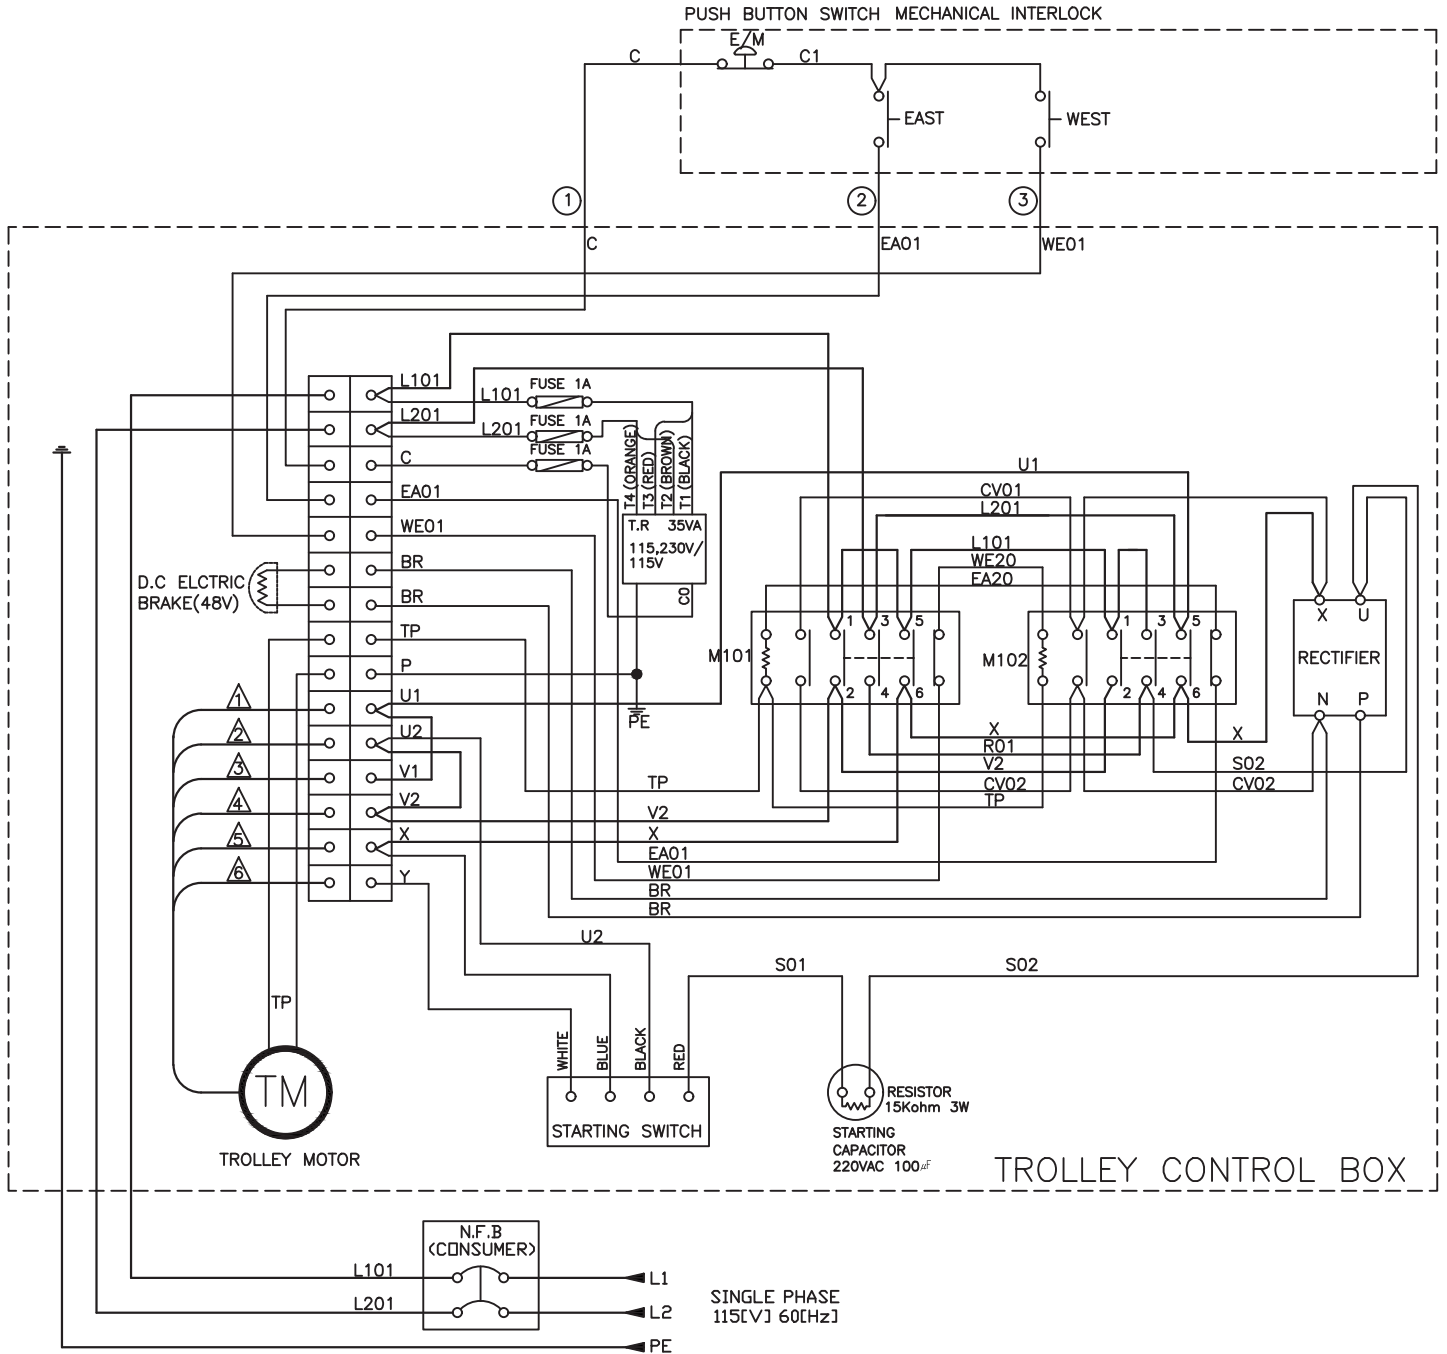 PUSH BUTTON SWITCH MECHANICAL INTERLOCK
E/M
C
C1
EAST
WEST
1
2
3
C
EA01
WE01
L101
L101
FUSE 1A
L201
L201
FUSE 1A
FUSE 1A
C
T4(ORANGE)
T3(RED)
T2(BROWN)
T1(BLACK)
U1
CV01
L201
EA01
T.R 35VA
WE01
115,230V/
115V
L101
WE20
EA20
BR
D.C ELCTRIC
BRAKE(48V)
BR
CO
TP
1
3
5
1
3
5
X
U
M101
M102
RECTIFIER
P
U1
2
4
6
2
4
6
N
P
1
PE
U2
2
X
R01
V2
X
V1
3
TP
CV02
TP
S02
CV02
V2
4
V2
X
5
X
EA01
Y
6
WE01
BR
BR
U2
S01
S02
TP
WHITE
BLUE
BLACK
RED
TM
RESISTOR
15Kohm 3W
STARTING SWITCH
STARTING
CAPACITOR
220VAC 100µF
TROLLEY MOTOR
TROLLEY CONTROL BOX
N.F.B
(CONSUMER)
L101
L1
L201
L2
SINGLE PHASE
115[V] 60[Hz]
PE